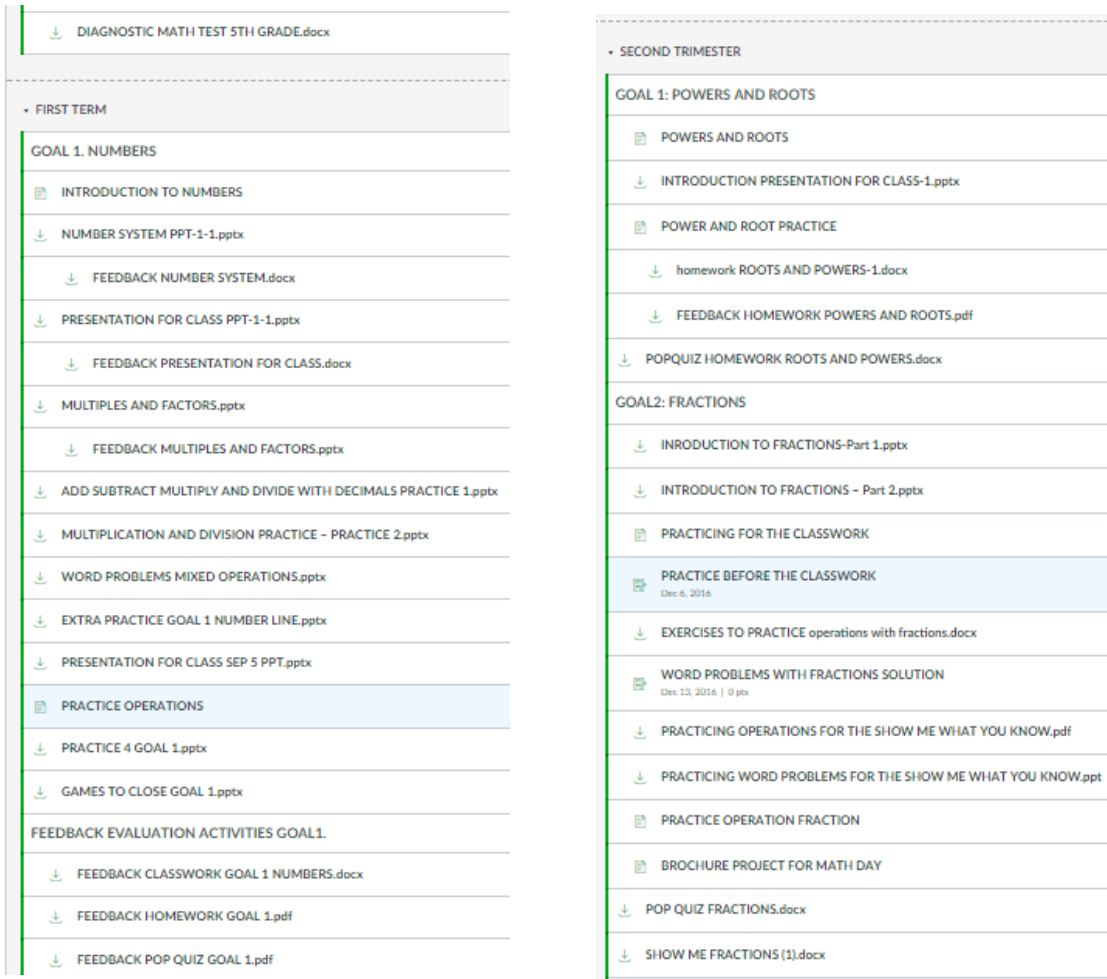 DIAGNOSTIC MATH TEST 5TH GRADE.docx
FIRST TERM
GOAL 1. NUMBERS
INTRODUCTION TO NUMBERS
NUMBER SYSTEM PPT-1-1.pptx
FEEDBACK NUMBER SYSTEM.docx
PRESENTATION FOR CLASS PPT-1-1.pptx
FEEDBACK PRESENTATION FOR CLASS.docx
MULTIPLES AND FACTORS.pptx
FEEDBACK MULTIPLES AND FACTORS.pptx
ADD SUBTRACT MULTIPLY AND DIVIDE WITH DECIMALS PRACTICE 1.pptx
MULTIPLICATION AND DIVISION PRACTICE – PRACTICE 2.pptx
WORD PROBLEMS MIXED OPERATIONS.pptx
EXTRA PRACTICE GOAL 1 NUMBER LINE.pptx
PRESENTATION FOR CLASS SEP 5 PPT.pptx
PRACTICE OPERATIONS
PRACTICE 4 GOAL 1.pptx
GAMES TO CLOSE GOAL 1.pptx
FEEDBACK EVALUATION ACTIVITIES GOAL1.
FEEDBACK CLASSWORK GOAL 1 NUMBERS.docx
FEEDBACK HOMEWORK GOAL 1.pdf
FEEDBACK POP QUIZ GOAL 1.pdf
SECOND TRIMESTER
GOAL 1: POWERS AND ROOTS
POWERS AND ROOTS
INTRODUCTION PRESENTATION FOR CLASS-1.pptx
POWER AND ROOT PRACTICE
homework ROOTS AND POWERS-1.docx
FEEDBACK HOMEWORK POWERS AND ROOTS.pdf
POPQUIZ HOMEWORK ROOTS AND POWERS.docx
GOAL2: FRACTIONS
INRODUCTION TO FRACTIONS-Part 1.pptx
INTRODUCTION TO FRACTIONS – Part 2.pptx
PRACTICING FOR THE CLASSWORK
PRACTICE BEFORE THE CLASSWORK
Dec 6, 2016
EXERCISES TO PRACTICE operations with fractions.docx
WORD PROBLEMS WITH FRACTIONS SOLUTION
Dec 13, 2016 | 0 pts
PRACTICING OPERATIONS FOR THE SHOW ME WHAT YOU KNOW.pdf
PRACTICING WORD PROBLEMS FOR THE SHOW ME WHAT YOU KNOW.ppt
PRACTICE OPERATION FRACTION
BROCHURE PROJECT FOR MATH DAY
POP QUIZ FRACTIONS.docx
SHOW ME FRACTIONS (1).docx